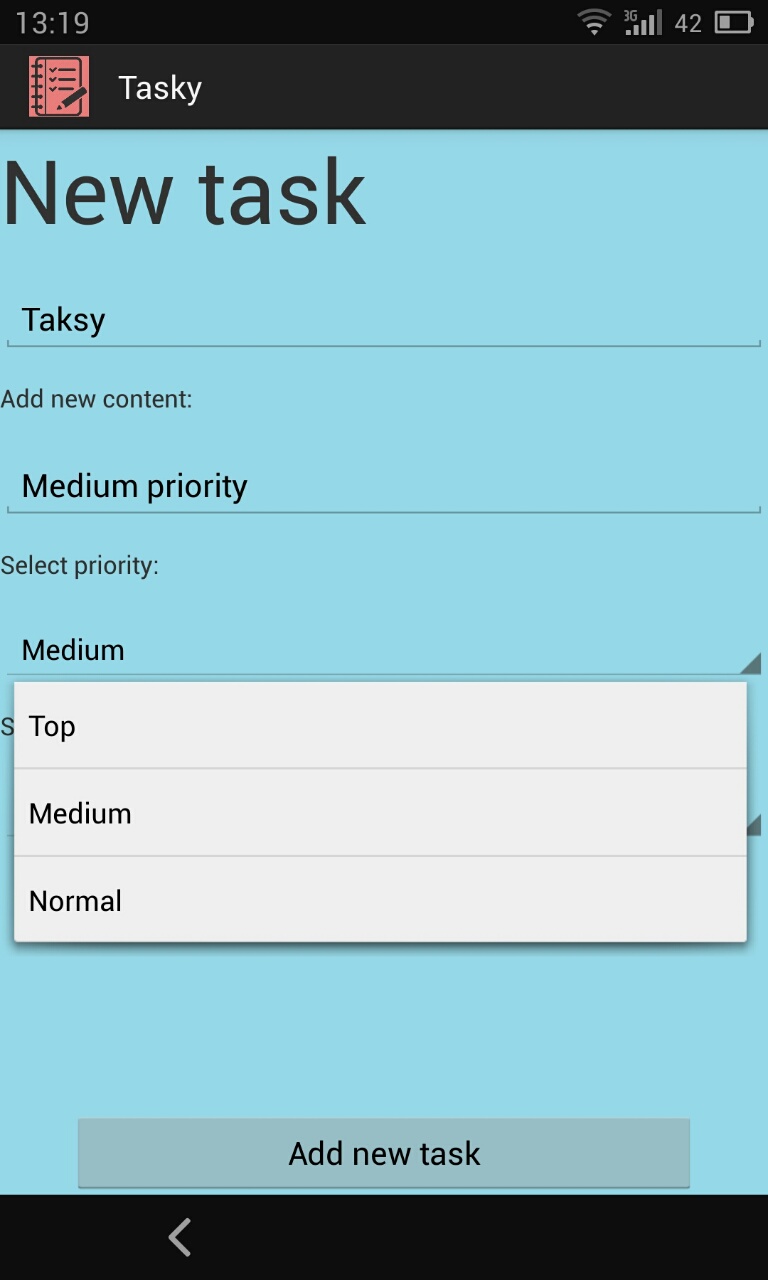 13:19
3G
42
Tasky
New task
Taksy
Add new content:
Medium priority
Select priority:
Medium
Top
Medium
Normal
Add new task